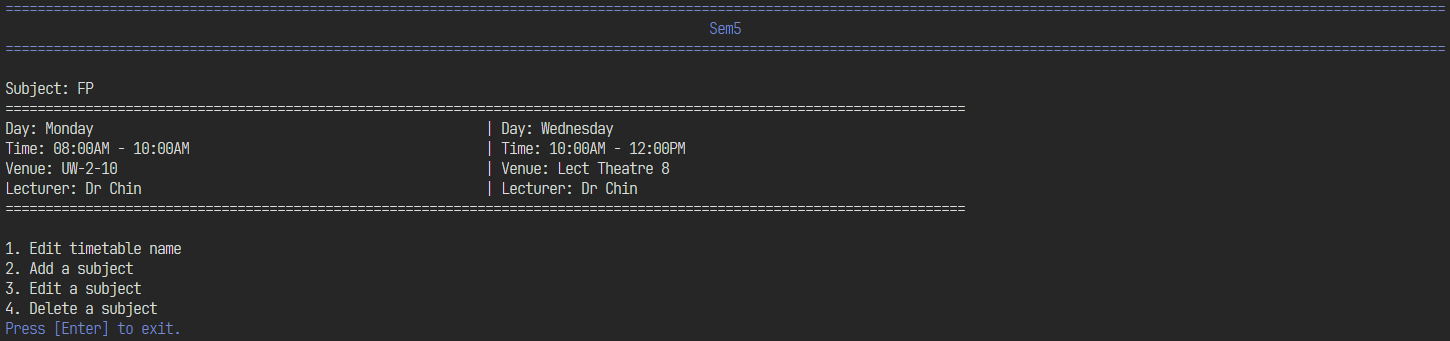 ====================================================================================================================================================================================
Sem5
====================================================================================================================================================================================
Subject: FP
========================================================================================================================
Day: Monday | Day: Wednesday
Time: 08:00AM - 10:00AM | Time: 10:00AM - 12:00PM
Venue: UW-2-10 | Venue: Lect Theatre 8
Lecturer: Dr Chin | Lecturer: Dr Chin
========================================================================================================================
1. Edit timetable name
2. Add a subject
3. Edit a subject
4. Delete a subject
Press [Enter] to exit.